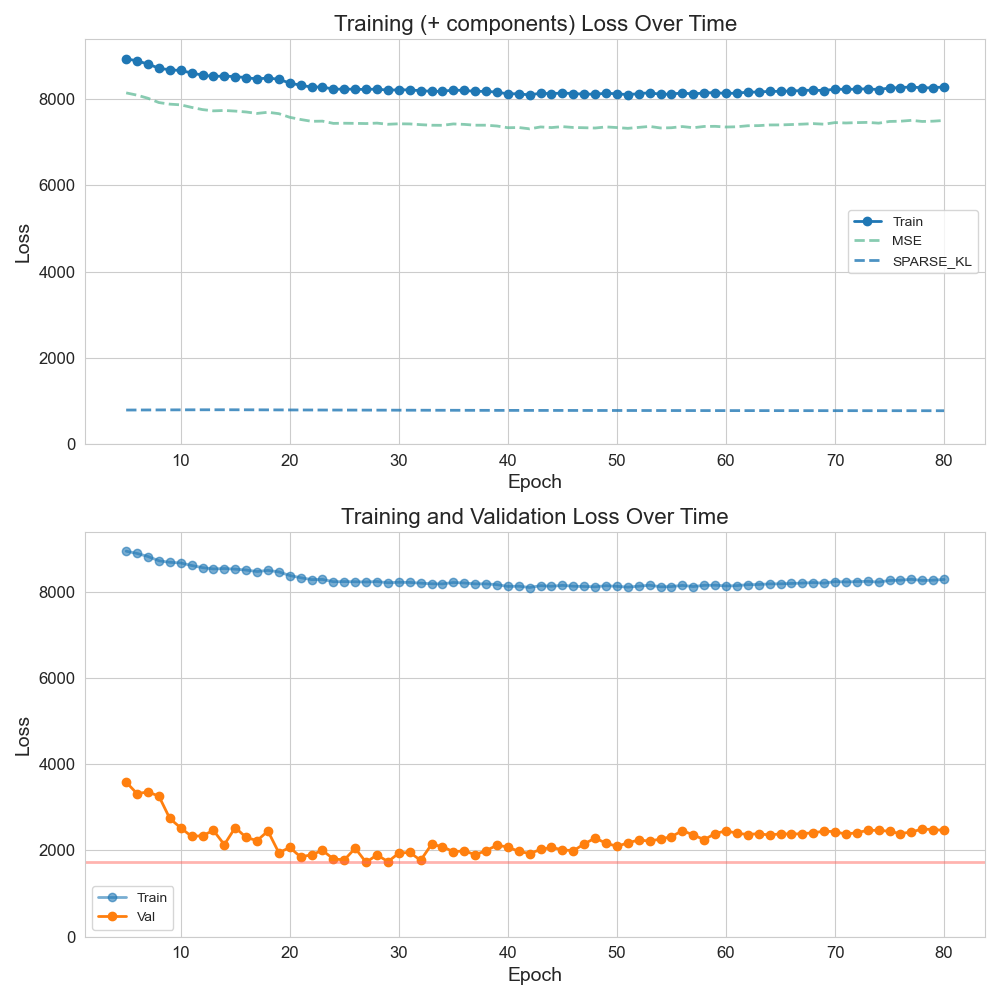 Training (+ components) Loss Over Time
8000
6000
4000
2000
0
Loss
Train
MSE
SPARSE_KL
10 20 30 40 50 60 70 80
Epoch
Training and Validation Loss Over Time
8000
6000
4000
2000
0
Loss
Train
Val
10 20 30 40 50 60 70 80
Epoch